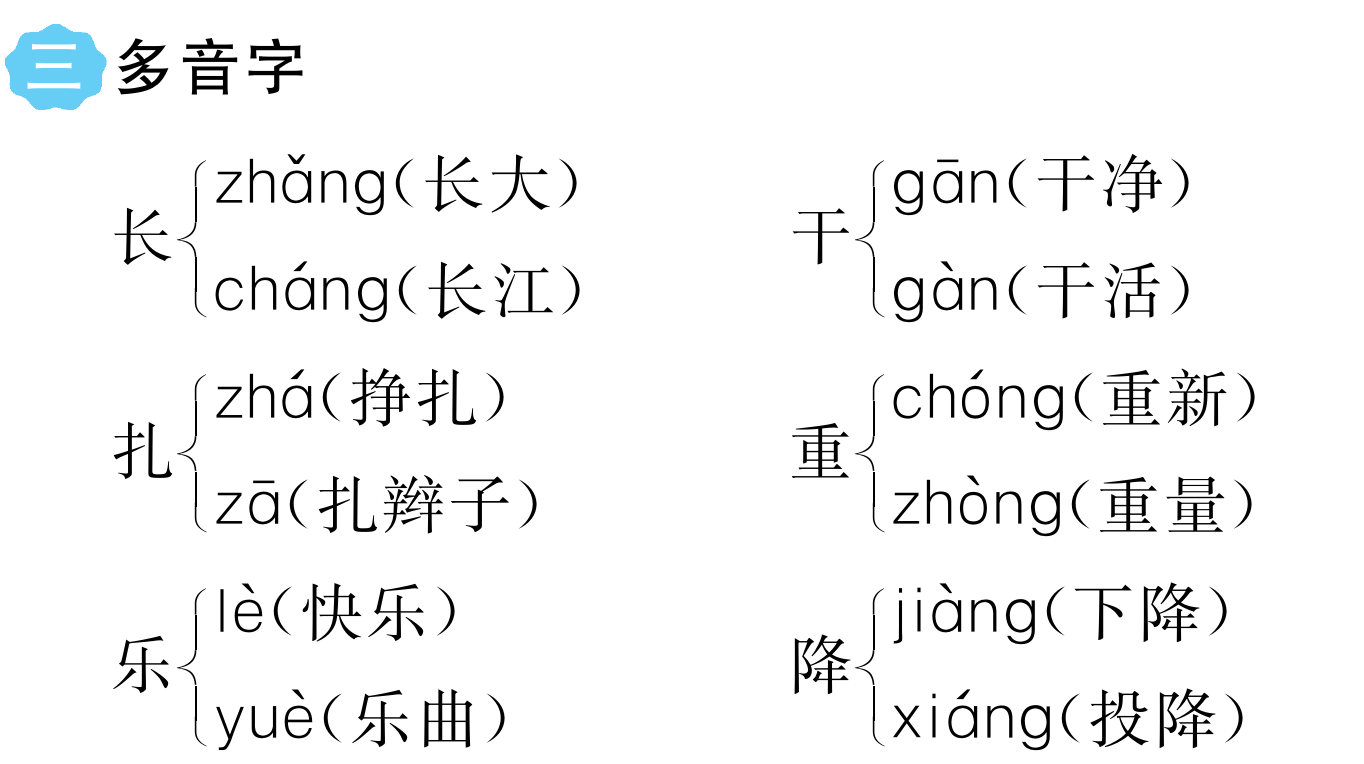 三 多音字
长 zhǎng(长大)
cháng(长江)
干 gān(干净)
gàn(干活)
扎 zhá(挣扎)
zā(扎辫子)
重 chóng(重新)
zhòng(重量)
乐 lè(快乐)
yuè(乐曲)
降 jiàng(下降)
xiáng(投降)